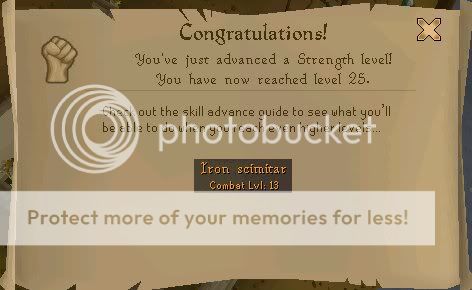 Congratulations!
You've just advanced a Strength level!
You have now reached level 25.
Check out the skill advance guide to see what you'll
be able to do when you reach even higher levels...
photobucket
Iron scimitar
Combat Lvl: 13
Protect more of your memories for less!